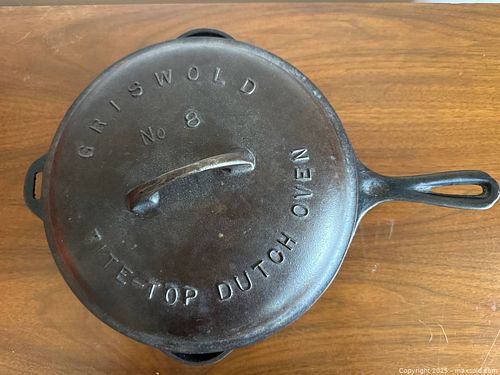 GRISWOLD
No 8
TITE-TOP DUTCH OVEN
Copyright 2025 - maxsold.com